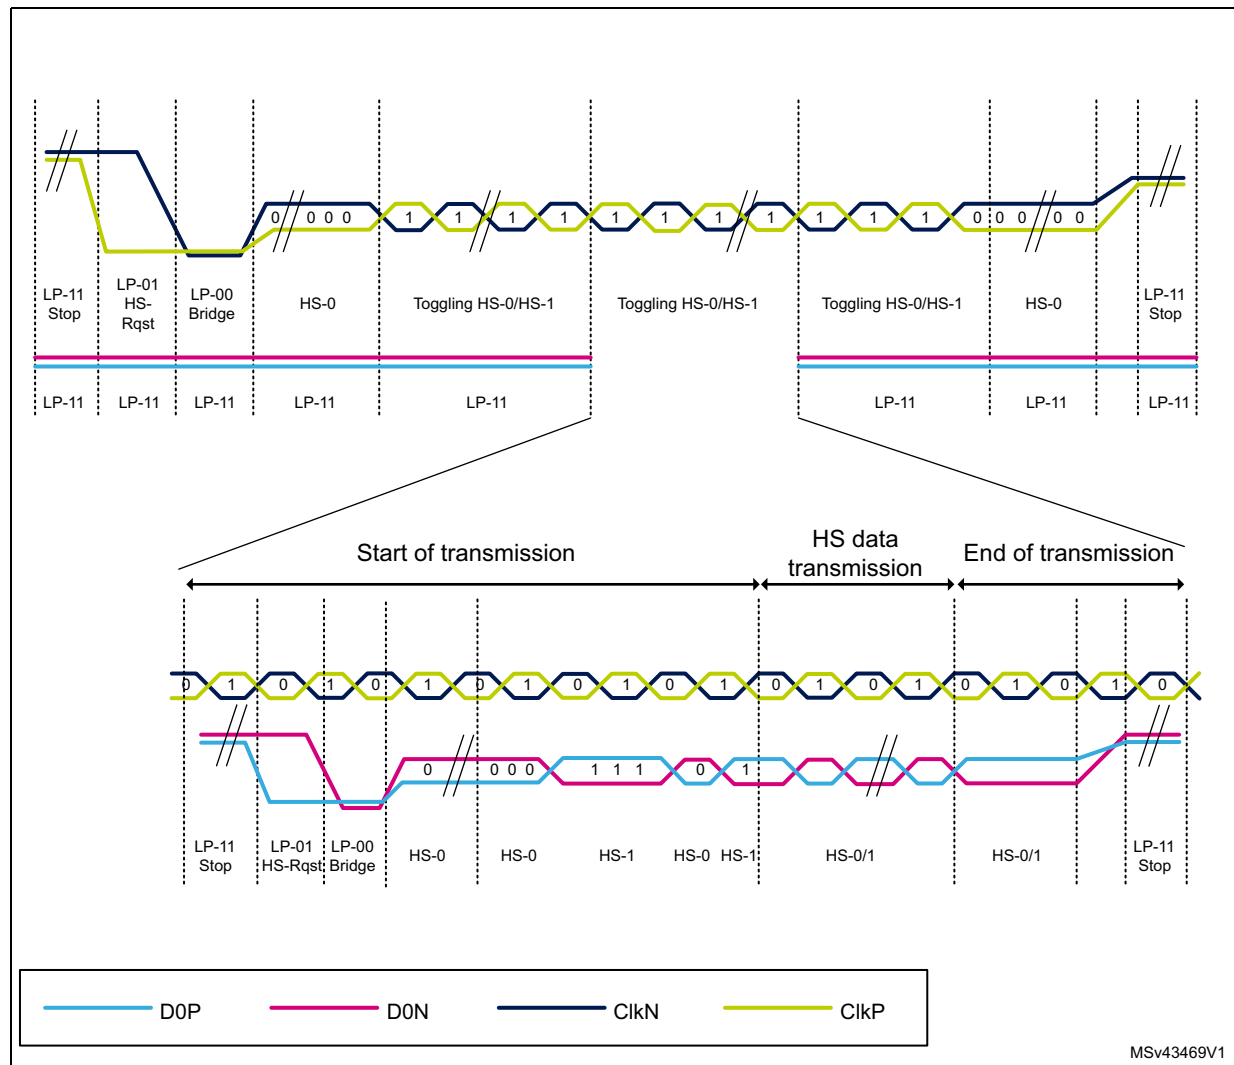 0 0 0 0 1 1 1 1 1 1 1 1 1 1 1 0 0 0 0 0
LP-11 Stop
LP-01 HS-Rqst
LP-00 Bridge
HS-0
Toggling HS-0/HS-1
Toggling HS-0/HS-1
Toggling HS-0/HS-1
HS-0
LP-11 Stop
LP-11 LP-11 LP-11 LP-11 LP-11 LP-11 LP-11 LP-11
Start of transmission
HS data transmission
End of transmission
0 1 0 1 0 1 0 1 0 1 0 1 0 1 0 1 0 1 0 1 0
0 0 0 0 1 1 1 0 1
LP-11 Stop
LP-01 HS-Rqst
LP-00 Bridge
HS-0
HS-0
HS-1
HS-0
HS-1
HS-0/1
HS-0/1
LP-11 Stop
D0P D0N ClkN ClkP
MSv43469V1